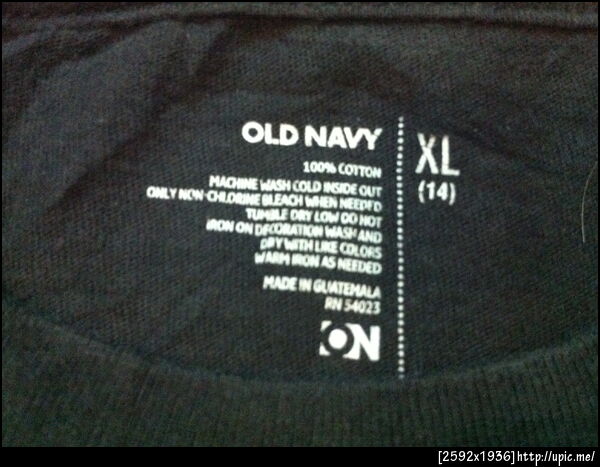 OLD NAVY
100% COTTON
MACHINE WASH COLD INSIDE OUT
ONLY NON-CHLORINE BLEACH WHEN NEEDED
TUMBLE DRY LOW DO NOT
IRON ON DECORATION WASH AND
DRY WITH LIKE COLORS
WARM IRON AS NEEDED
MADE IN GUATEMALA
RN 54023
ON
XL
(14)
[2592x1936]http://upic.me/